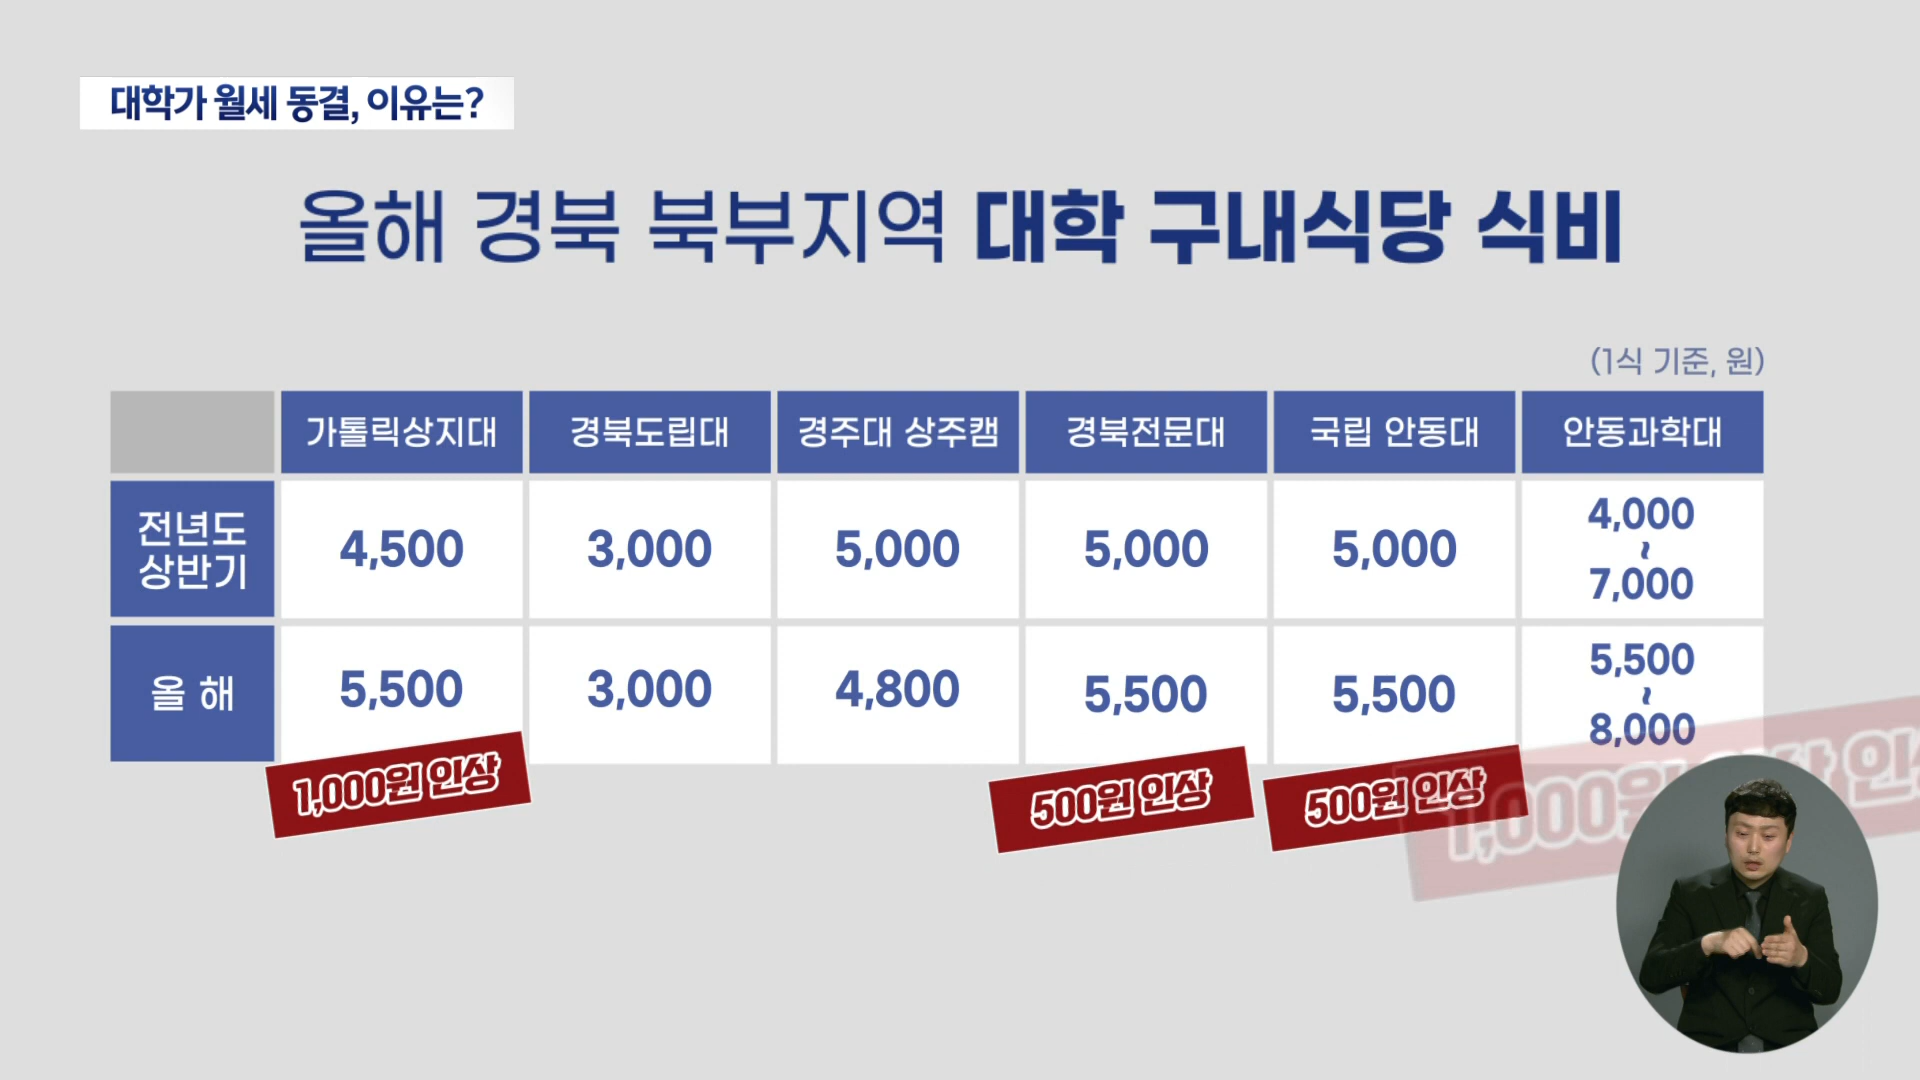 대학가 월세 동결, 이유는?
올해 경북 북부지역 대학 구내식당 식비
(1식 기준, 원)
가톨릭상지대 경북도립대 경주대 상주캠 경북전문대 국립 안동대 안동과학대
전년도
상반기
4,500 3,000 5,000 5,000 5,000
4,000
~
7,000
올 해
5,500 3,000 4,800 5,500 5,500
5,500
~
8,000
1,000원 인상
500원 인상
500원 인상
1,000원